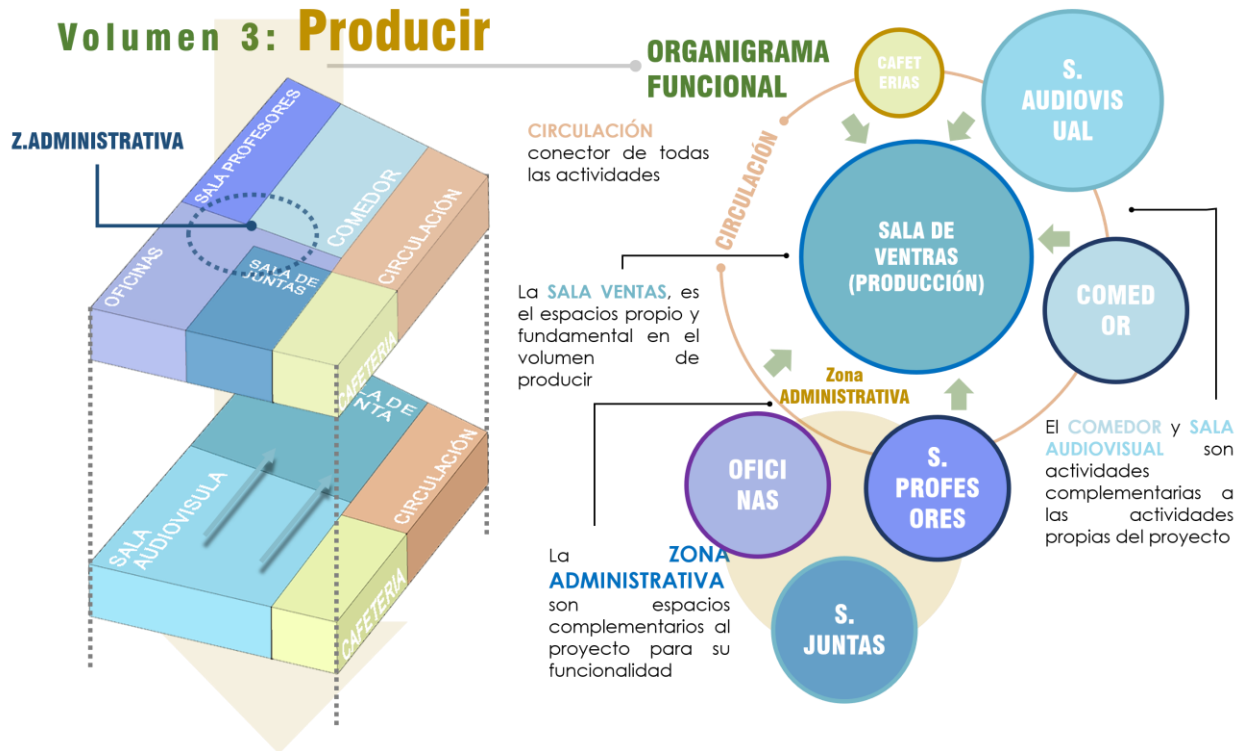 Volumen 3: Producir
Z.ADMINISTRATIVA
SALA PROFESORES
COMEDOR
CIRCULACIÓN
OFICINAS
SALA DE
JUNTAS
CAFETERIA
LA DE
NTA
CIRCULACIÓN
SALA
AUDIOVISULA
CAFETERIA
ORGANIGRAMA
FUNCIONAL
CIRCULACIÓN
conector de todas
las actividades
La SALA VENTAS, es
el espacios propio y
fundamental en el
volumen de
producir
La ZONA
ADMINISTRATIVA
son espacios
complementarios al
proyecto para su
funcionalidad
CIRCULACIÓN
CAFET
ERIAS
S.
AUDIOVIS
UAL
SALA DE
VENTRAS
(PRODUCCIÓN)
COMED
OR
Zona
ADMINISTRATIVA
OFICI
NAS
S.
PROFES
ORES
S.
JUNTAS
El COMEDOR y SALA
AUDIOVISUAL son
actividades
complementarias a
las actividades
propias del proyecto